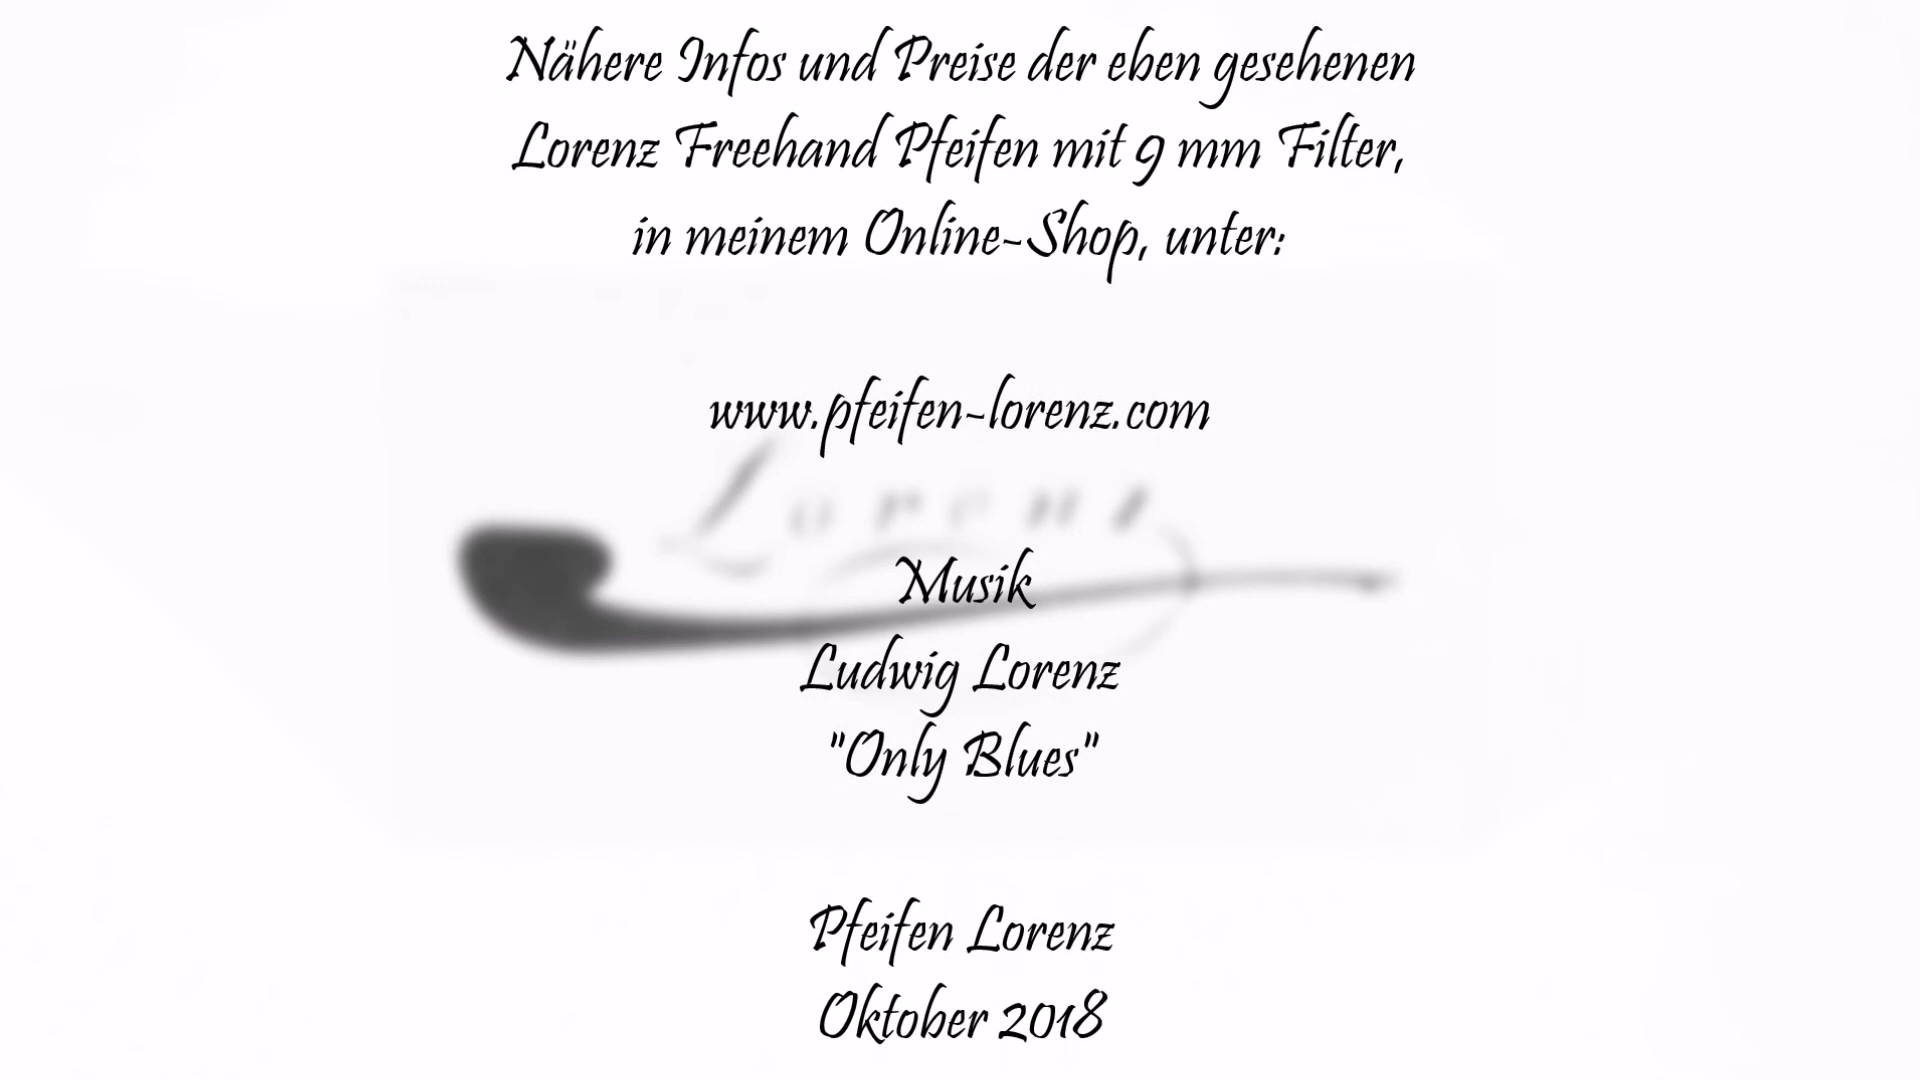 Nähere Infos und Preise der eben gesehenen
Lorenz Freehand Pfeifen mit 9 mm Filter,
in meinem Online-Shop, unter:
www.pfeifen-lorenz.com
Lorenz
Musik
Ludwig Lorenz
"Only Blues"
Pfeifen Lorenz
Oktober 2018